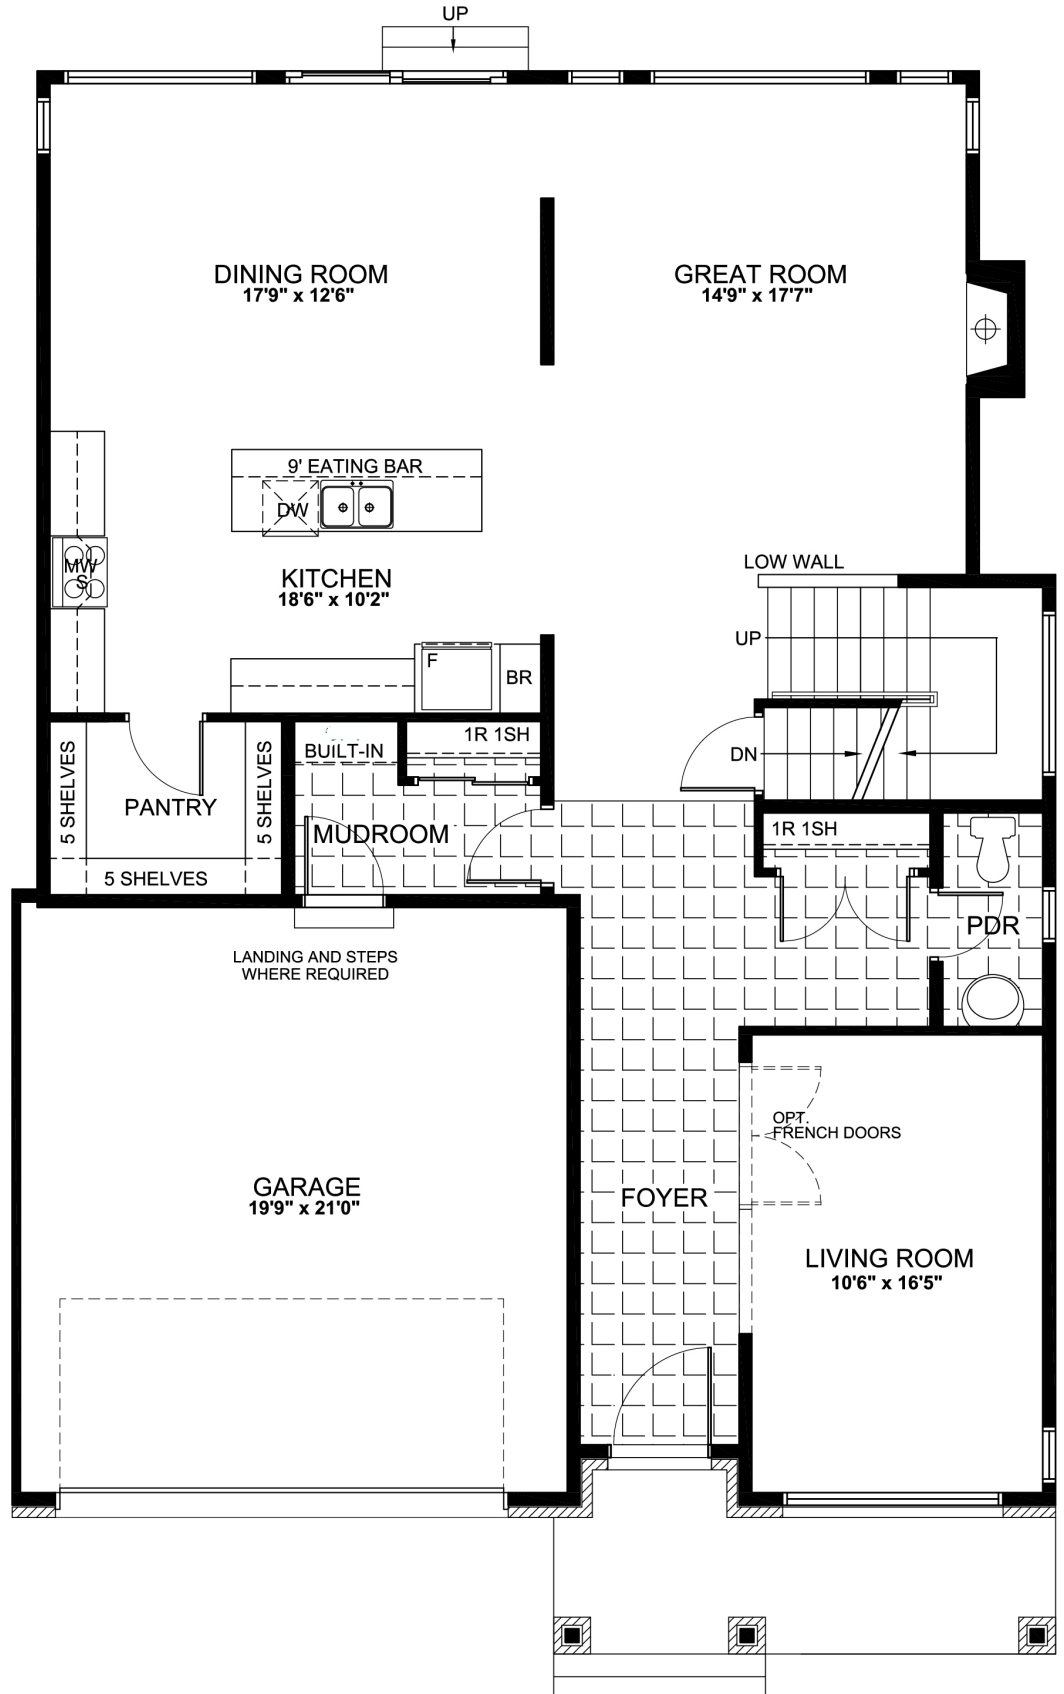 UP
DINING ROOM
17'9" x 12'6"
GREAT ROOM
14'9" x 17'7"
9' EATING BAR
DW
MW
S
KITCHEN
18'6" x 10'2"
LOW WALL
UP
F
BR
DN
5 SHELVES
5 SHELVES
PANTRY
5 SHELVES
BUILT-IN
1R 1SH
MUDROOM
1R 1SH
PDR
LANDING AND STEPS
WHERE REQUIRED
OPT.
FRENCH DOORS
GARAGE
19'9" x 21'0"
FOYER
LIVING ROOM
10'6" x 16'5"